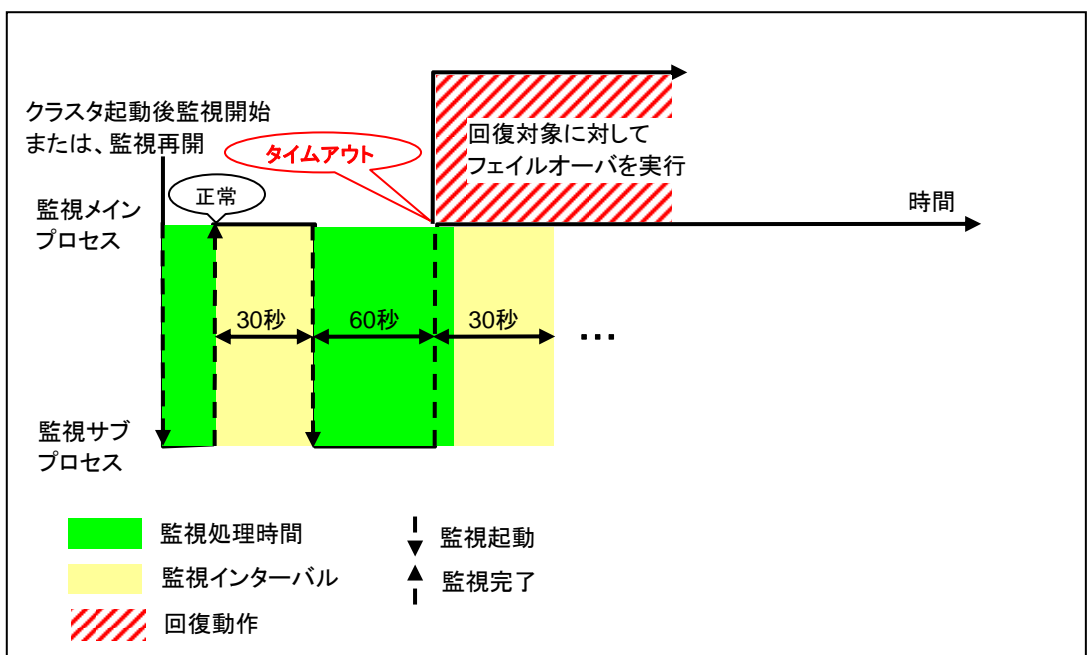 クラスタ起動後監視開始
または、監視再開
タイムアウト
回復対象に対して
フェイルオーバを実行
正常
時間
監視メイン
プロセス
30秒
60秒
30秒
...
監視サブ
プロセス
監視処理時間
監視起動
監視インターバル
監視完了
回復動作